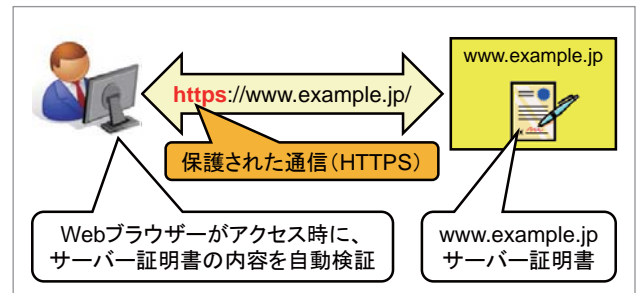 www.example.jp
https://www.example.jp/
保護された通信(HTTPS)
Webブラウザーがアクセス時に、
サーバー証明書の内容を自動検証
www.example.jp
サーバー証明書